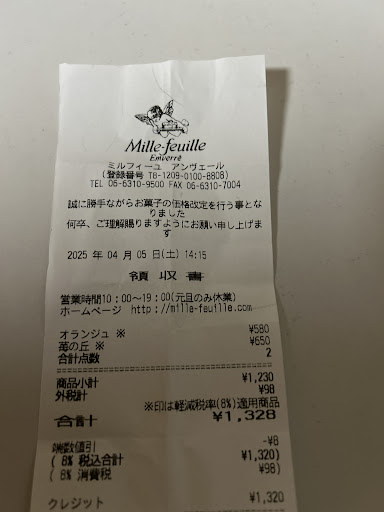 Mille-feuille
Emverre
ミルフィーユ アンヴェール
(登録番号 T8-1209-0100-8808)
TEL 06-6310-9500 FAX 06-6310-7004
誠に勝手ながらお菓子の価格改定を行う事とな
りました
何卒、ご理解賜りますようにお願い申し上げま
す
2025 年 04 月 05 日(土) 14:15
領収書
営業時間10:00〜19:00(元旦のみ休業)
ホームページ http://mille-feuille.com
オランジュ ※ ¥580
苺の丘 ※ ¥650
合計点数 2
商品小計 ¥1,230
外税計 ¥98
※印は軽減税率(8%)適用商品
合計 ¥1,328
端数値引 -¥8
( 8% 税込合計 ¥1,320)
( 8% 消費税 ¥98)
クレジット ¥1,320